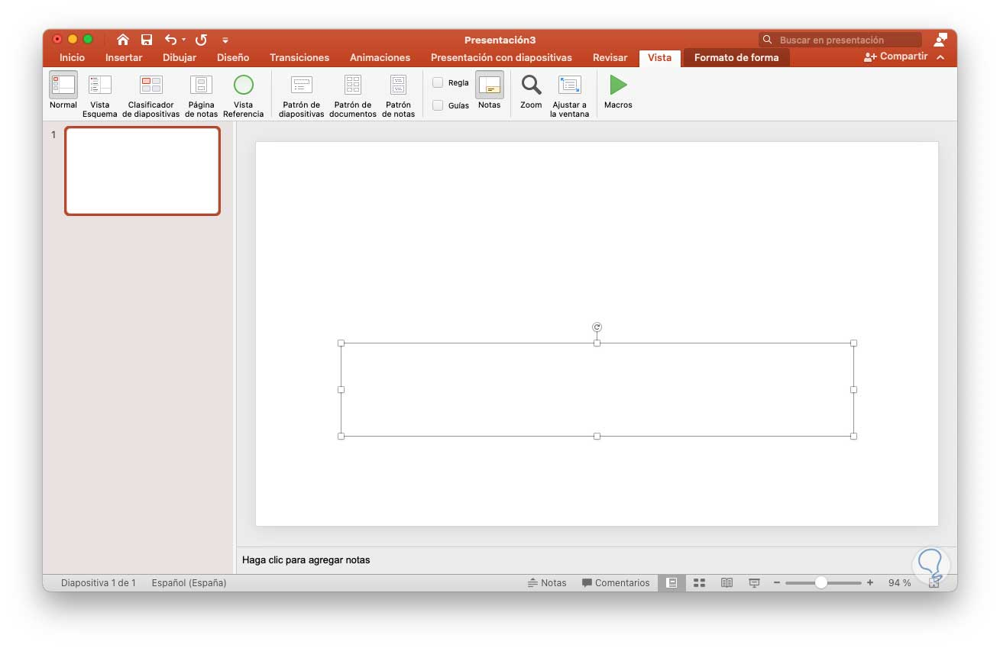 Presentación3
Buscar en presentación
Inicio Insertar Dibujar Diseño Transiciones Animaciones Presentación con diapositivas Revisar Vista Formato de forma Compartir
Normal
Vista
Esquema
Clasificador
de diapositivas
Página
de notas
Vista
Referencia
Patrón de
diapositivas
Patrón de
documentos
Patrón
de notas
Regla
Guías
Notas
Zoom
Ajustar a
la ventana
Macros
1
Haga clic para agregar notas
Diapositiva 1 de 1 Español (España) Notas Comentarios 94 %